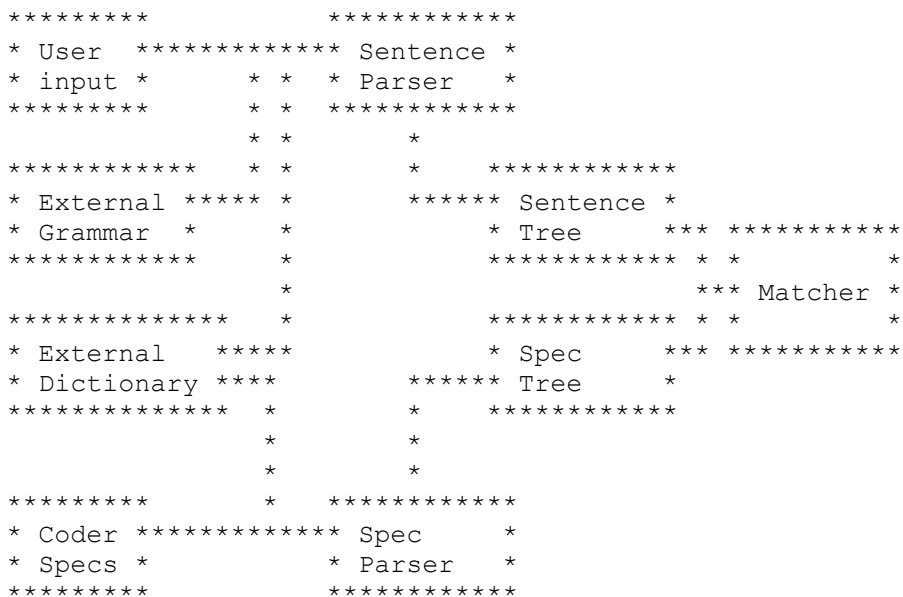 User Sentence
input Parser
External Sentence
Grammar Tree
Matcher
External Spec
Dictionary Tree
Coder Spec
Specs Parser